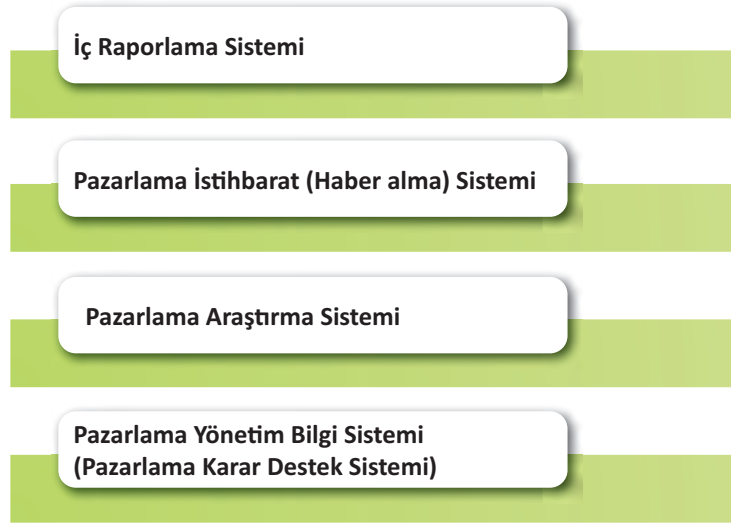 İç Raporlama Sistemi
Pazarlama İstihbarat (Haber alma) Sistemi
Pazarlama Araştırma Sistemi
Pazarlama Yönetim Bilgi Sistemi
(Pazarlama Karar Destek Sistemi)